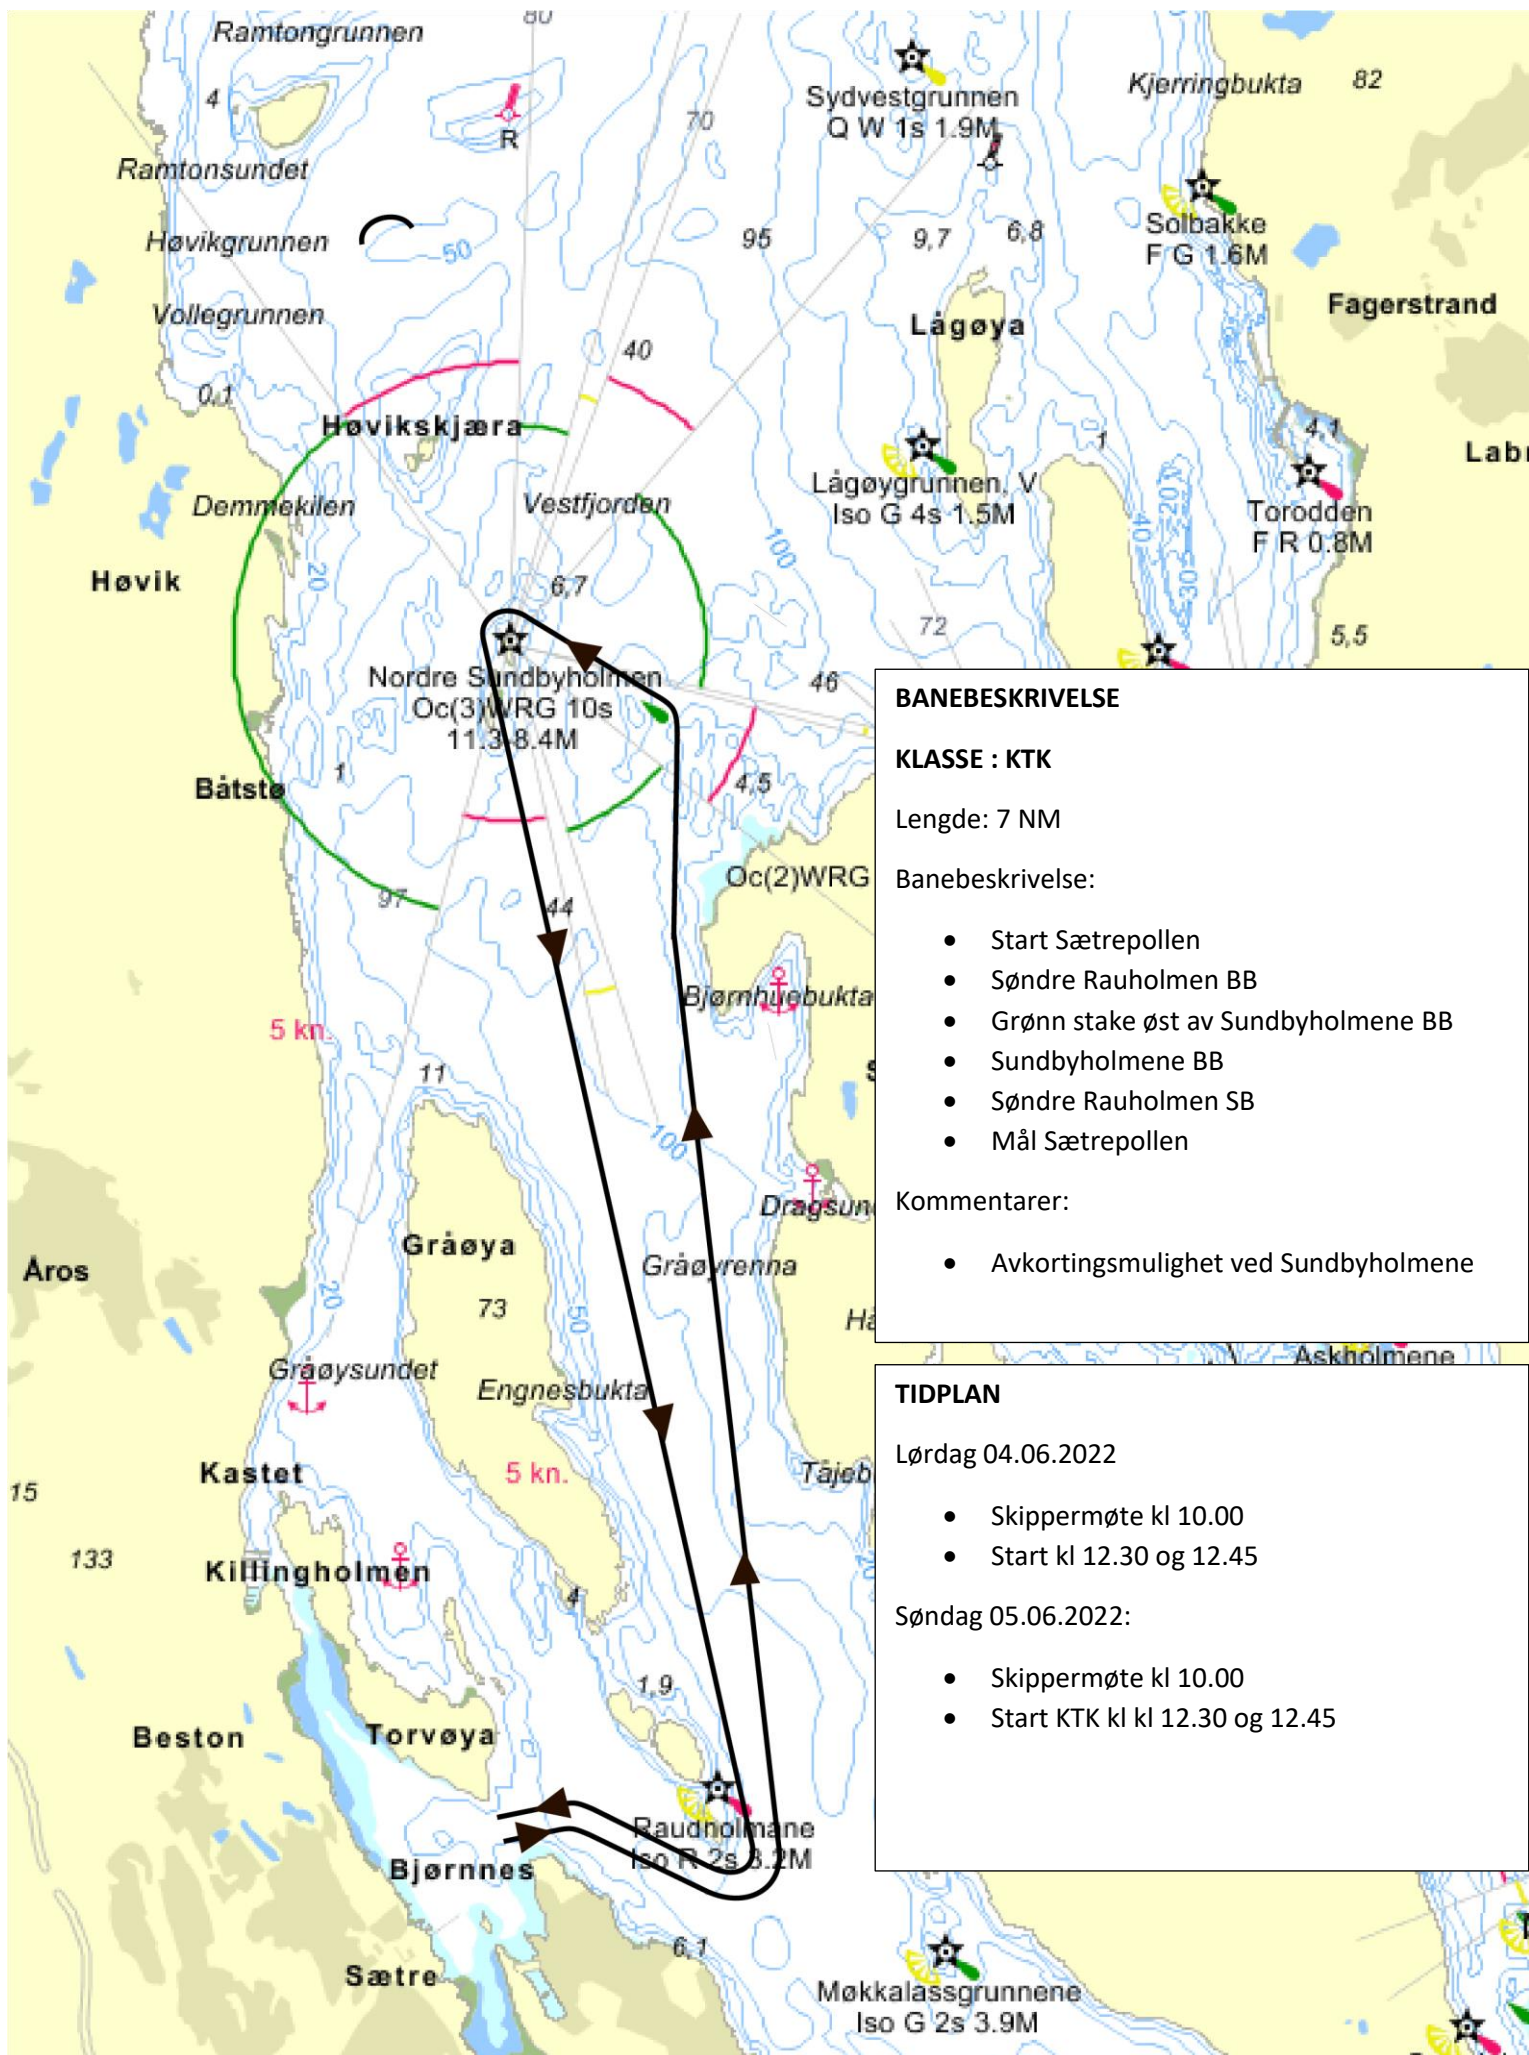 80
Ramtongrunnen
4
R
Ramtonsundet
70
Sydvestgrunnen
Q W 1s 1.9M
Kjerringbukta
82
Høvikgrunnen
50
95
9,7
6,8
Solbakke
F G 1.6M
Vollegrunnen
Lågøya
Fagerstrand
40
0,1
Høvikskjæra
1
4,1
Demmekilen
Vestfjorden
Lågøygrunnen, V
Iso G 4s 1.5M
Torodden
F R 0.8M
20
40
30
20
100
Høvik
6,7
72
5,5
Nordre Sundbyholmen
Oc(3)WRG 10s
11.3-8.4M
46
Båtstø
1
4,5
97
44
Oc(2)WRG
Bjørnhuebukta
5 kn.
11
100
Gråøya
Gråøyrenna
Åros
20
73
50
Gråøysundet
Engnesbukta
Kastet
5 kn.
15
133
Killingholmen
4
20
1,9
Beston
Torvøya
Raudholmane
Iso R 2s 3.2M
Bjørnnes
6,1
Sætre
Møkkalassgrunnene
Iso G 2s 3.9M
Askholmene
BANEBESKRIVELSE
KLASSE : KTK
Lengde: 7 NM
Banebeskrivelse:
• Start Sætrepollen
• Søndre Rauholmen BB
• Grønn stake øst av Sundbyholmene BB
• Sundbyholmene BB
• Søndre Rauholmen SB
• Mål Sætrepollen
Kommentarer:
• Avkortingsmulighet ved Sundbyholmene
TIDPLAN
Lørdag 04.06.2022
• Skippermøte kl 10.00
• Start kl 12.30 og 12.45
Søndag 05.06.2022:
• Skippermøte kl 10.00
• Start KTK kl kl 12.30 og 12.45